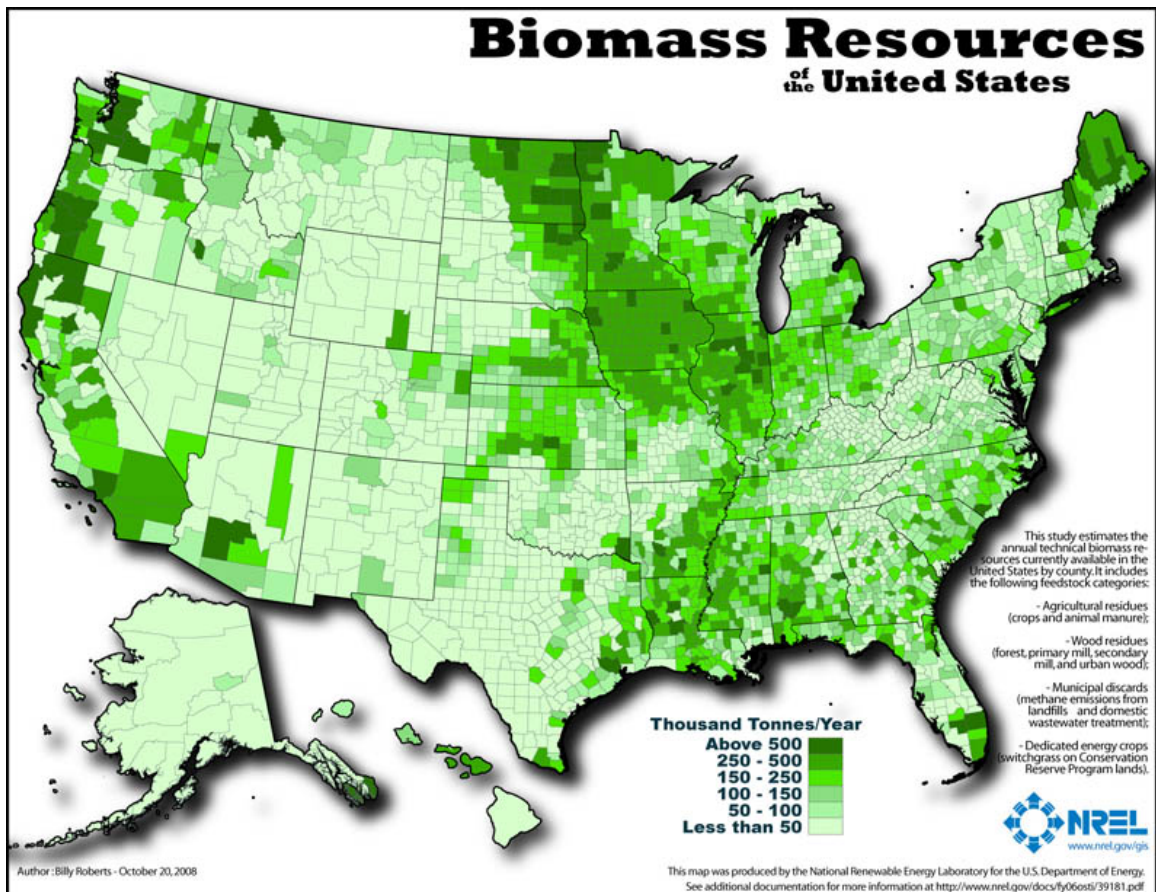 Biomass Resources
of the United States
This study estimates the
annual technical biomass re-
sources currently available in the
United States by county. It includes
the following feedstock categories:
- Agricultural residues
(crops and animal manure);
- Wood residues
(forest, primary mill, secondary
mill, and urban wood);
- Municipal discards
(methane emissions from
landfills and domestic
wastewater treatment);
- Dedicated energy crops
(switchgrass on Conservation
Reserve Program lands).
Thousand Tonnes/Year
Above 500
250 - 500
150 - 250
100 - 150
50 - 100
Less than 50
NREL
www.nrel.gov/gis
Author : Billy Roberts - October 20, 2008
This map was produced by the National Renewable Energy Laboratory for the U.S. Department of Energy.
See additional documentation for more information at http://www.nrel.gov/docs/fy06osti/39181.pdf